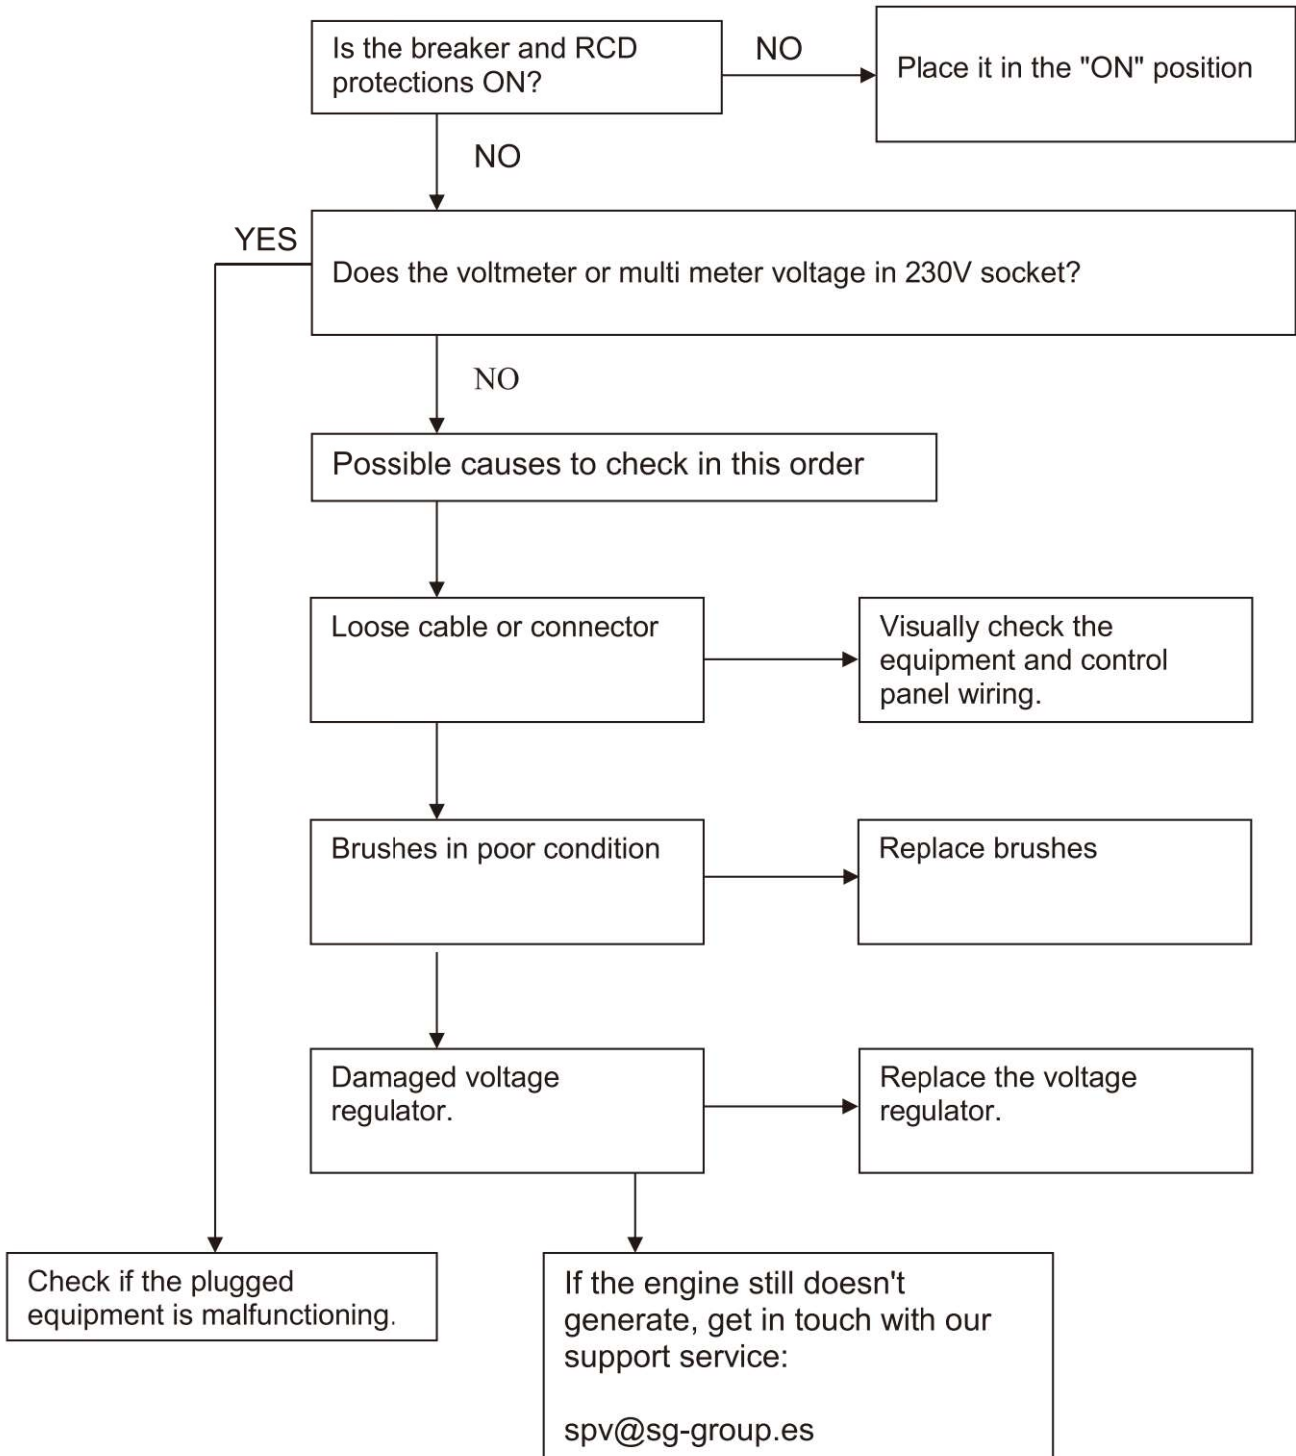 Is the breaker and RCD
protections ON?
NO
Place it in the "ON" position
NO
YES
Does the voltmeter or multi meter voltage in 230V socket?
NO
Possible causes to check in this order
Loose cable or connector
Visually check the
equipment and control
panel wiring.
Brushes in poor condition
Replace brushes
Damaged voltage
regulator.
Replace the voltage
regulator.
Check if the plugged
equipment is malfunctioning.
If the engine still doesn't
generate, get in touch with our
support service:
spv@sg-group.es